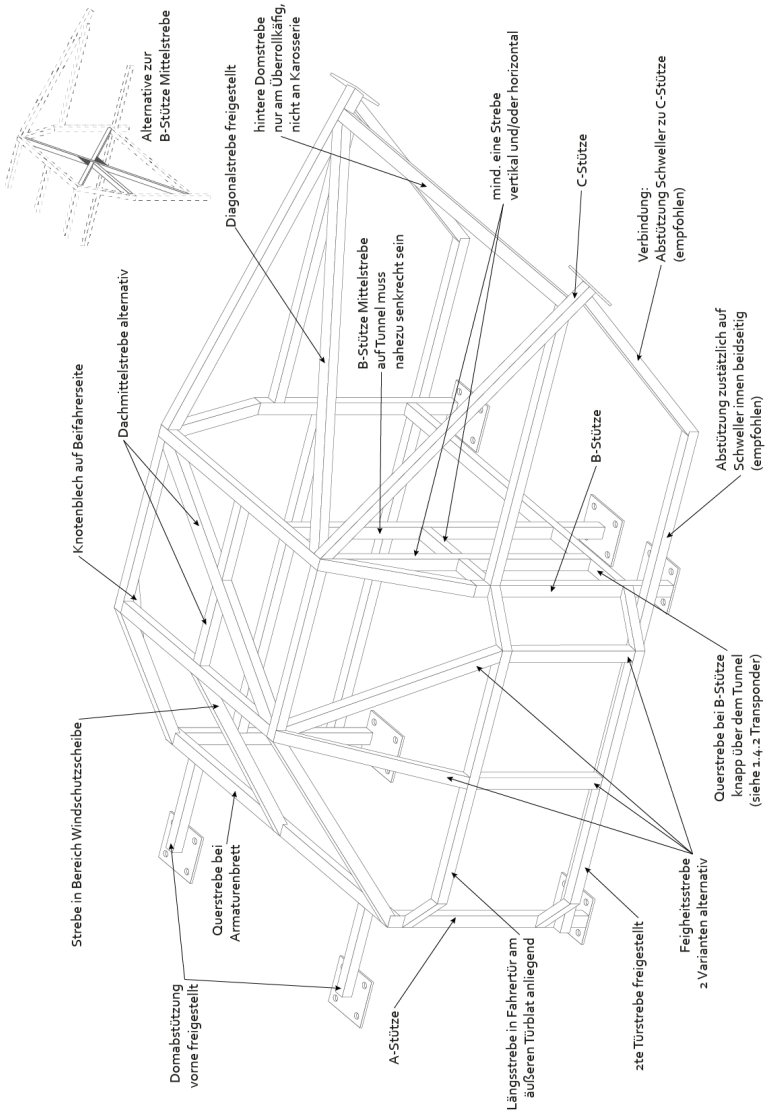 Alternative zur
B-Stütze Mittelstrebe
hintere Domstrebe
nur am Überrollkäfig,
nicht an Karosserie
Diagonalstrebe freigestellt
mind. eine Strebe
vertikal und/oder horizontal
C-Stütze
Verbindung:
Abstützung Schweller zu C-Stütze
(empfohlen)
Dachmittelstrebe alternativ
B-Stütze Mittelstrebe
auf Tunnel muss
nahezu senkrecht sein
Knotenblech auf Beifahrerseite
Abstützung zustätzlich auf
Schweller innen beidseitig
(empfohlen)
B-Stütze
Strebe in Bereich Windschutzscheibe
Querstrebe bei B-Stütze
knapp über dem Tunnel
(siehe 1.4.2 Transponder)
Querstrebe bei
Armaturenbrett
Feigheitsstrebe
2 Varianten alternativ
Domabstützung
vorne freigestellt
A-Stütze
Längsstrebe in Fahrertür am
äußeren Türblat anliegend
2te Türstrebe freigestellt